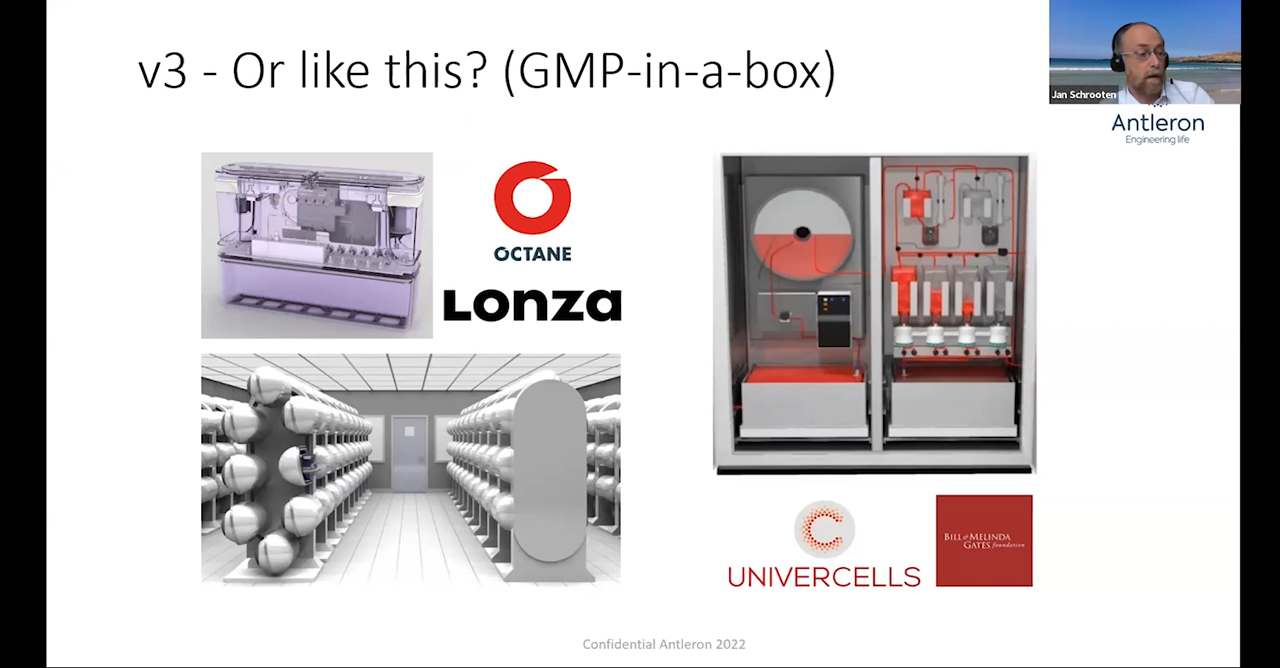 v3 - Or like this? (GMP-in-a-box)
Jan Schrooten
Antleron
Engineering life
OCTANE
Lonza
UNIVERCELLS
BILL & MELINDA
GATES foundation
Confidential Antleron 2022